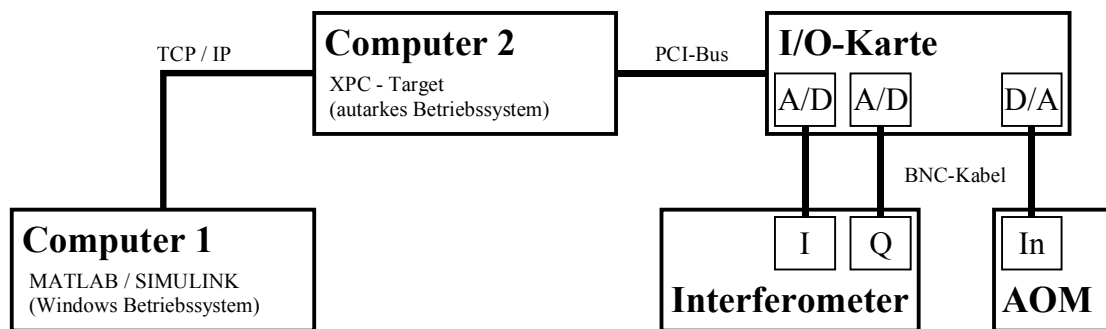 Computer 2
XPC - Target
(autarkes Betriebssystem)
TCP / IP
PCI-Bus
I/O-Karte
A/D
A/D
D/A
BNC-Kabel
Computer 1
MATLAB / SIMULINK
(Windows Betriebssystem)
I
Q
Interferometer
In
AOM